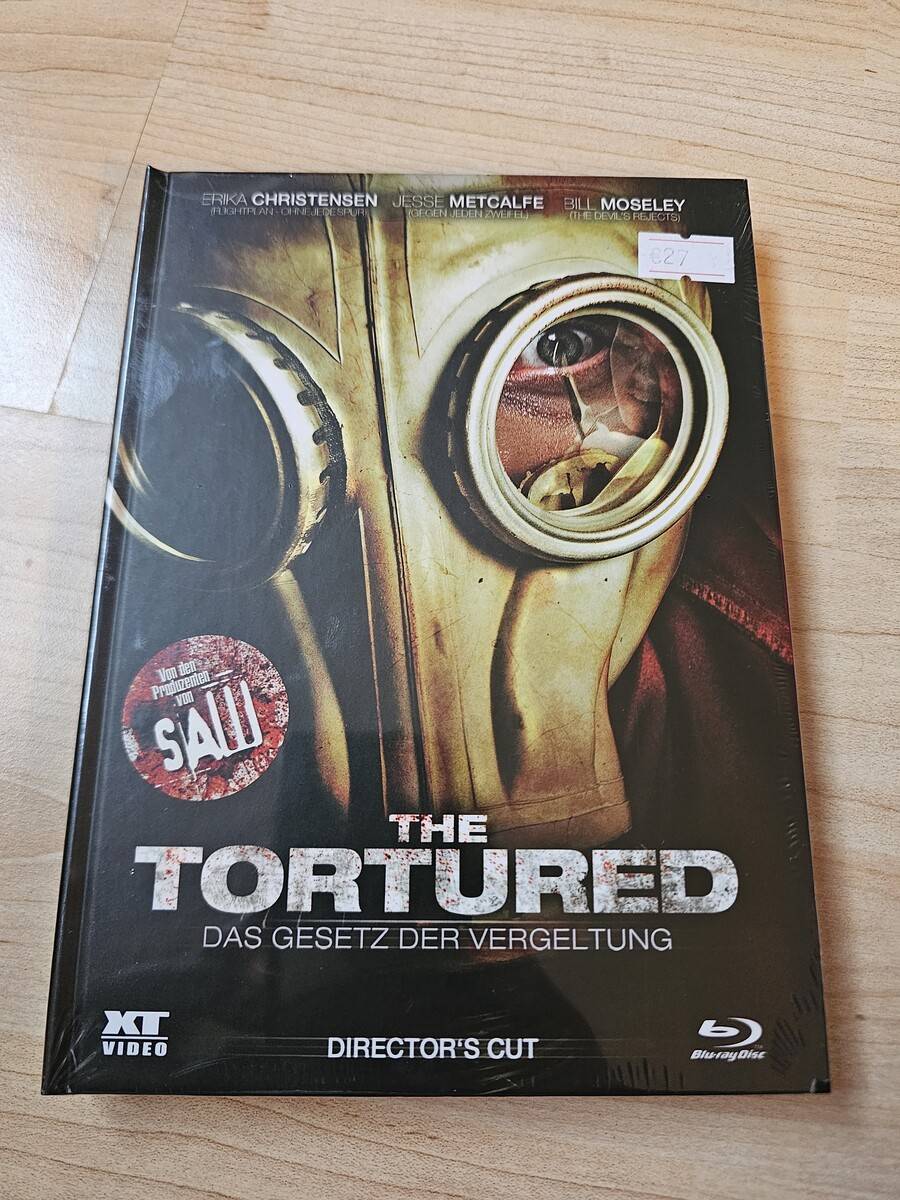 ERIKA CHRISTENSEN JESSE METCALFE BILL MOSELEY
(FLIGHTPLAN - OHNE JEDE SPUR) (GEGEN JEDEN ZWEIFEL) (THE DEVIL'S REJECTS)
€27
Von den
Produzenten
von
SAW
THE
TORTURED
DAS GESETZ DER VERGELTUNG
XT
VIDEO
DIRECTOR'S CUT
Blu-ray Disc